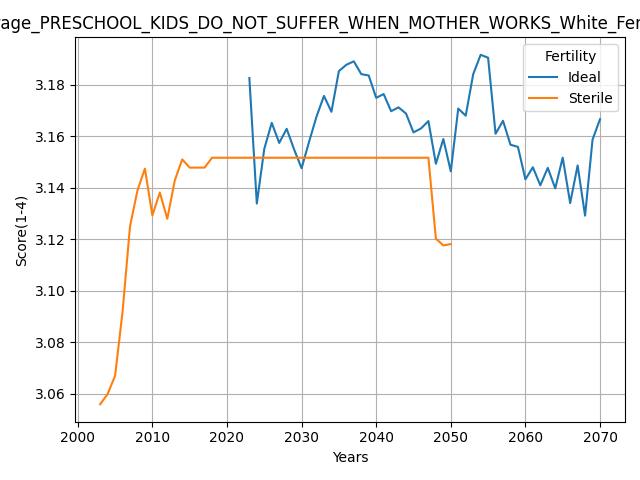 rage_PRESCHOOL_KIDS_DO_NOT_SUFFER_WHEN_MOTHER_WORKS_White_Fer
Fertility
Ideal
Sterile
Score(1-4)
3.18
3.16
3.14
3.12
3.10
3.08
3.06
2000 2010 2020 2030 2040 2050 2060 2070
Years